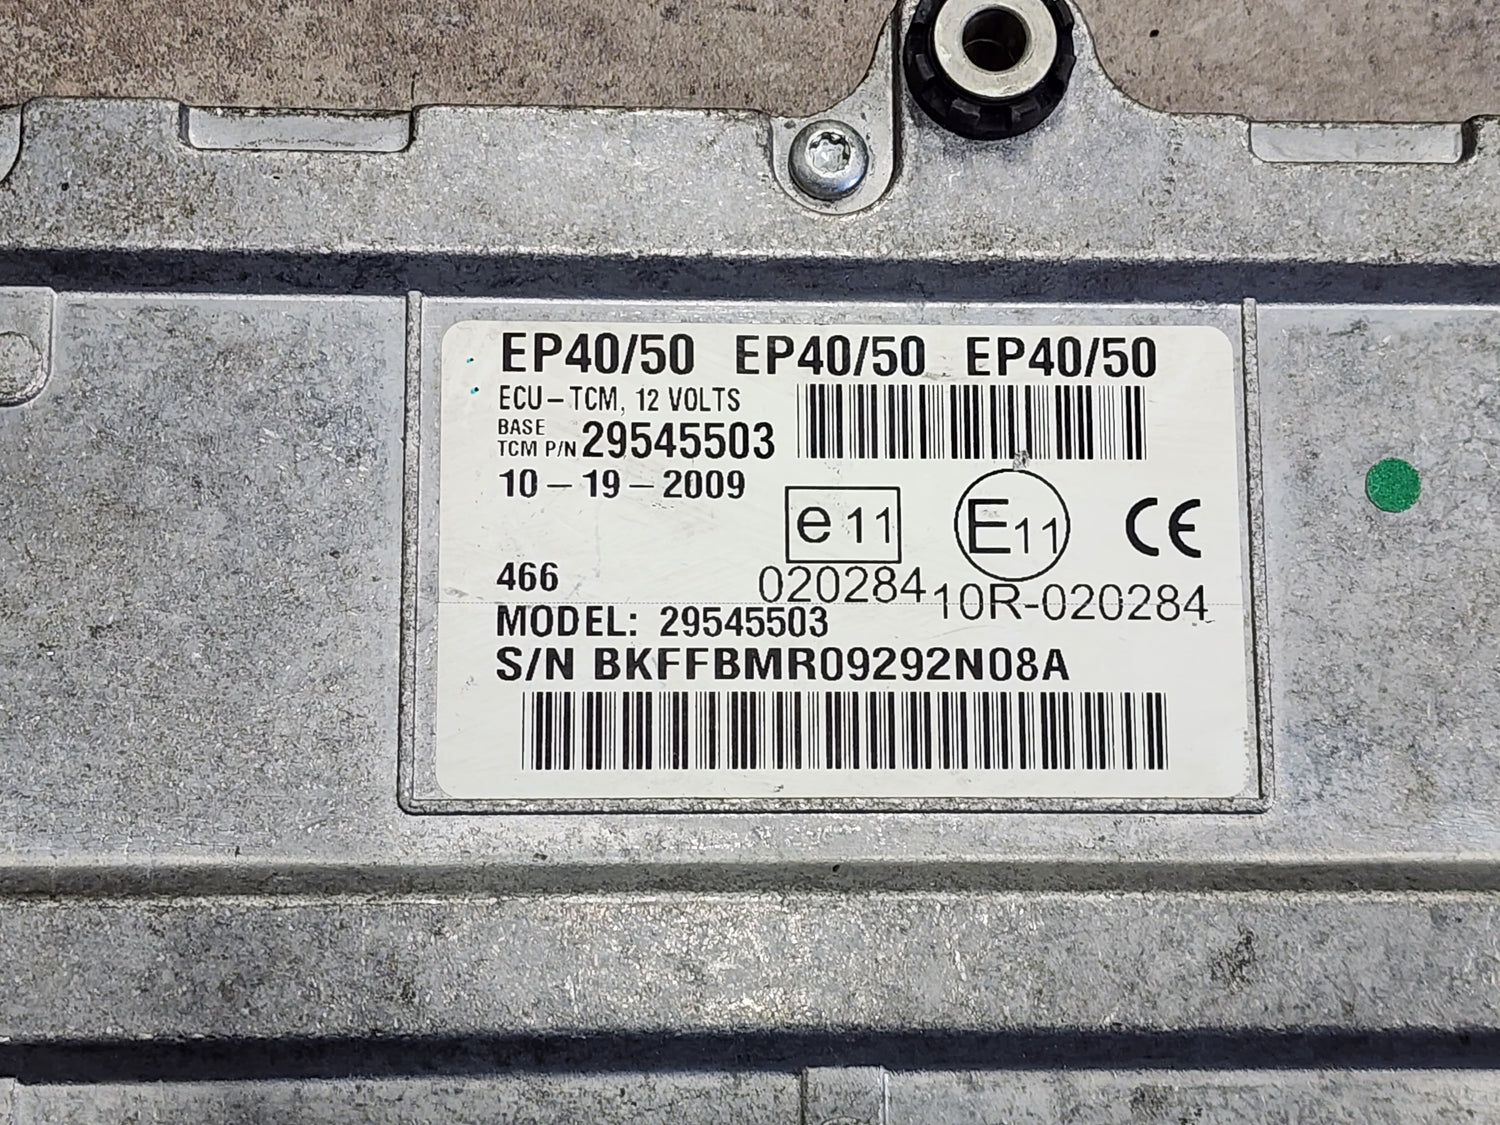 EP40/50 EP40/50 EP40/50
ECU-TCM, 12 VOLTS
BASE
TCM P/N 29545503
10-19-2009
e11 E11 CE
020284 10R-020284
466
MODEL: 29545503
S/N BKFFBMR09292N08A